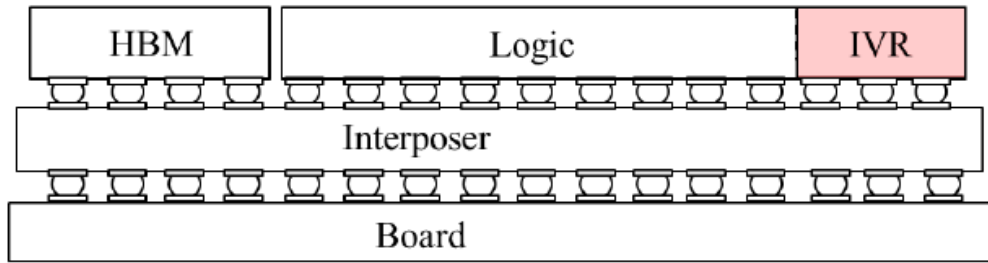 HBM
Logic
IVR
Interposer
Board